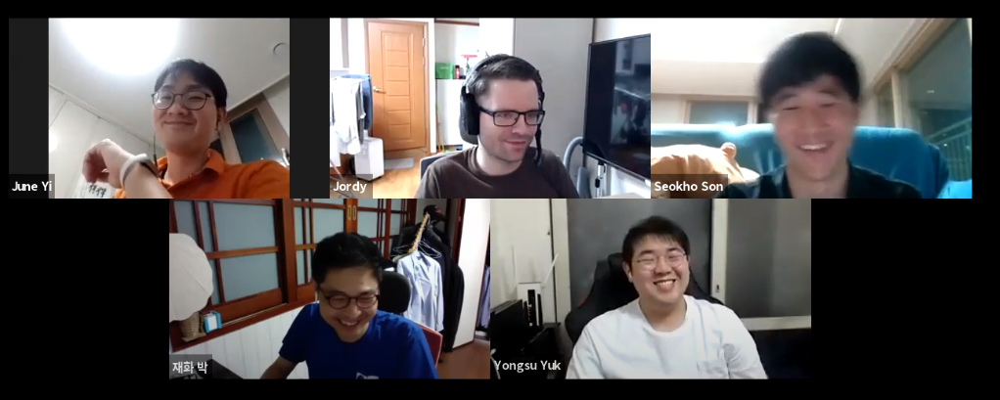 June Yi
Jordy
Seokho Son
재화 박
Yongsu Yuk